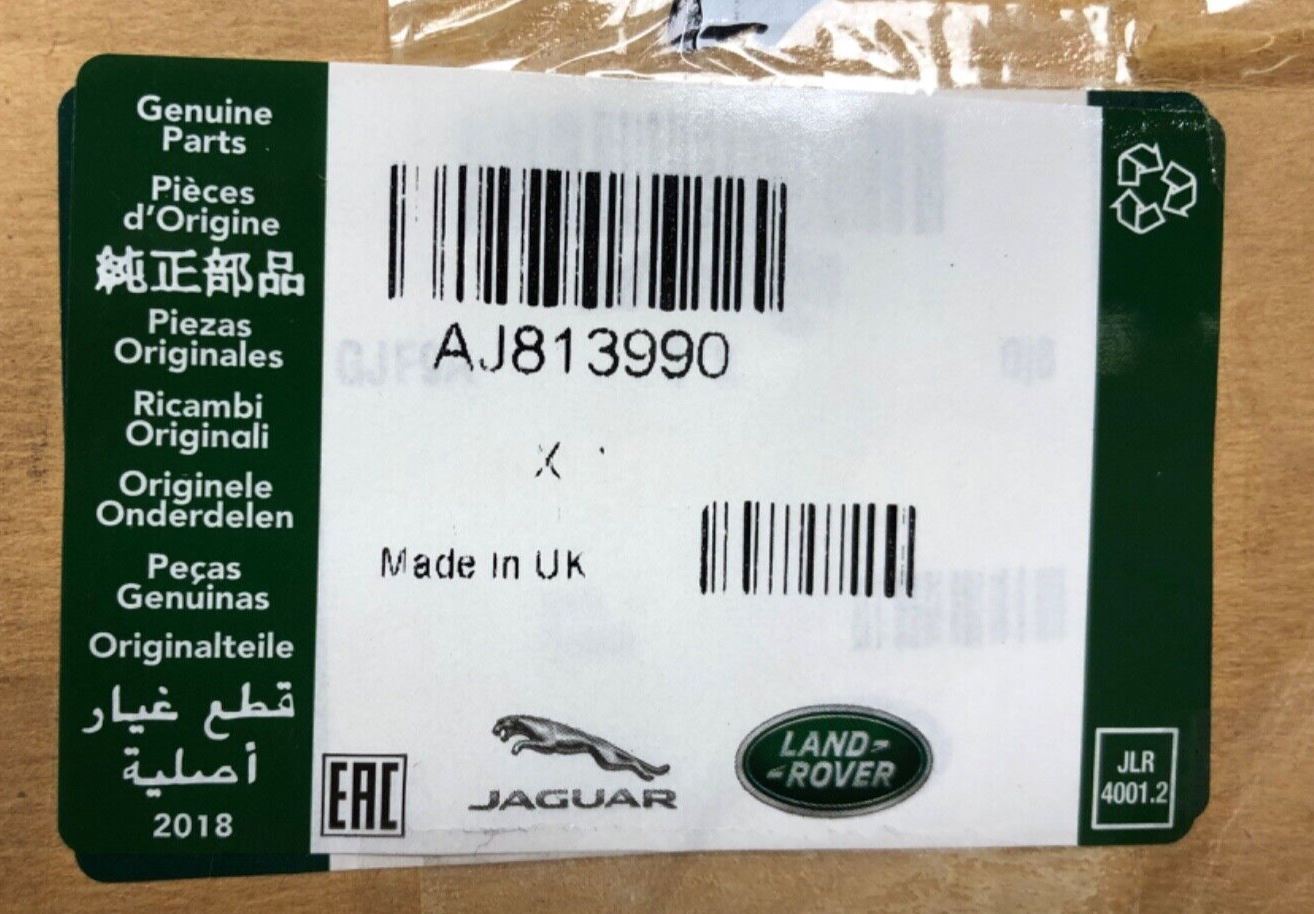 Genuine
Parts
Pièces
d'Origine
純正部品
Piezas
Originales
Ricambi
Originali
Originele
Onderdelen
Peças
Genuinas
Originalteile
قطع غيار
أصلية
2018
AJ813990
X
Made In UK
EAC
JAGUAR
LAND-
-ROVER
JLR
4001.2